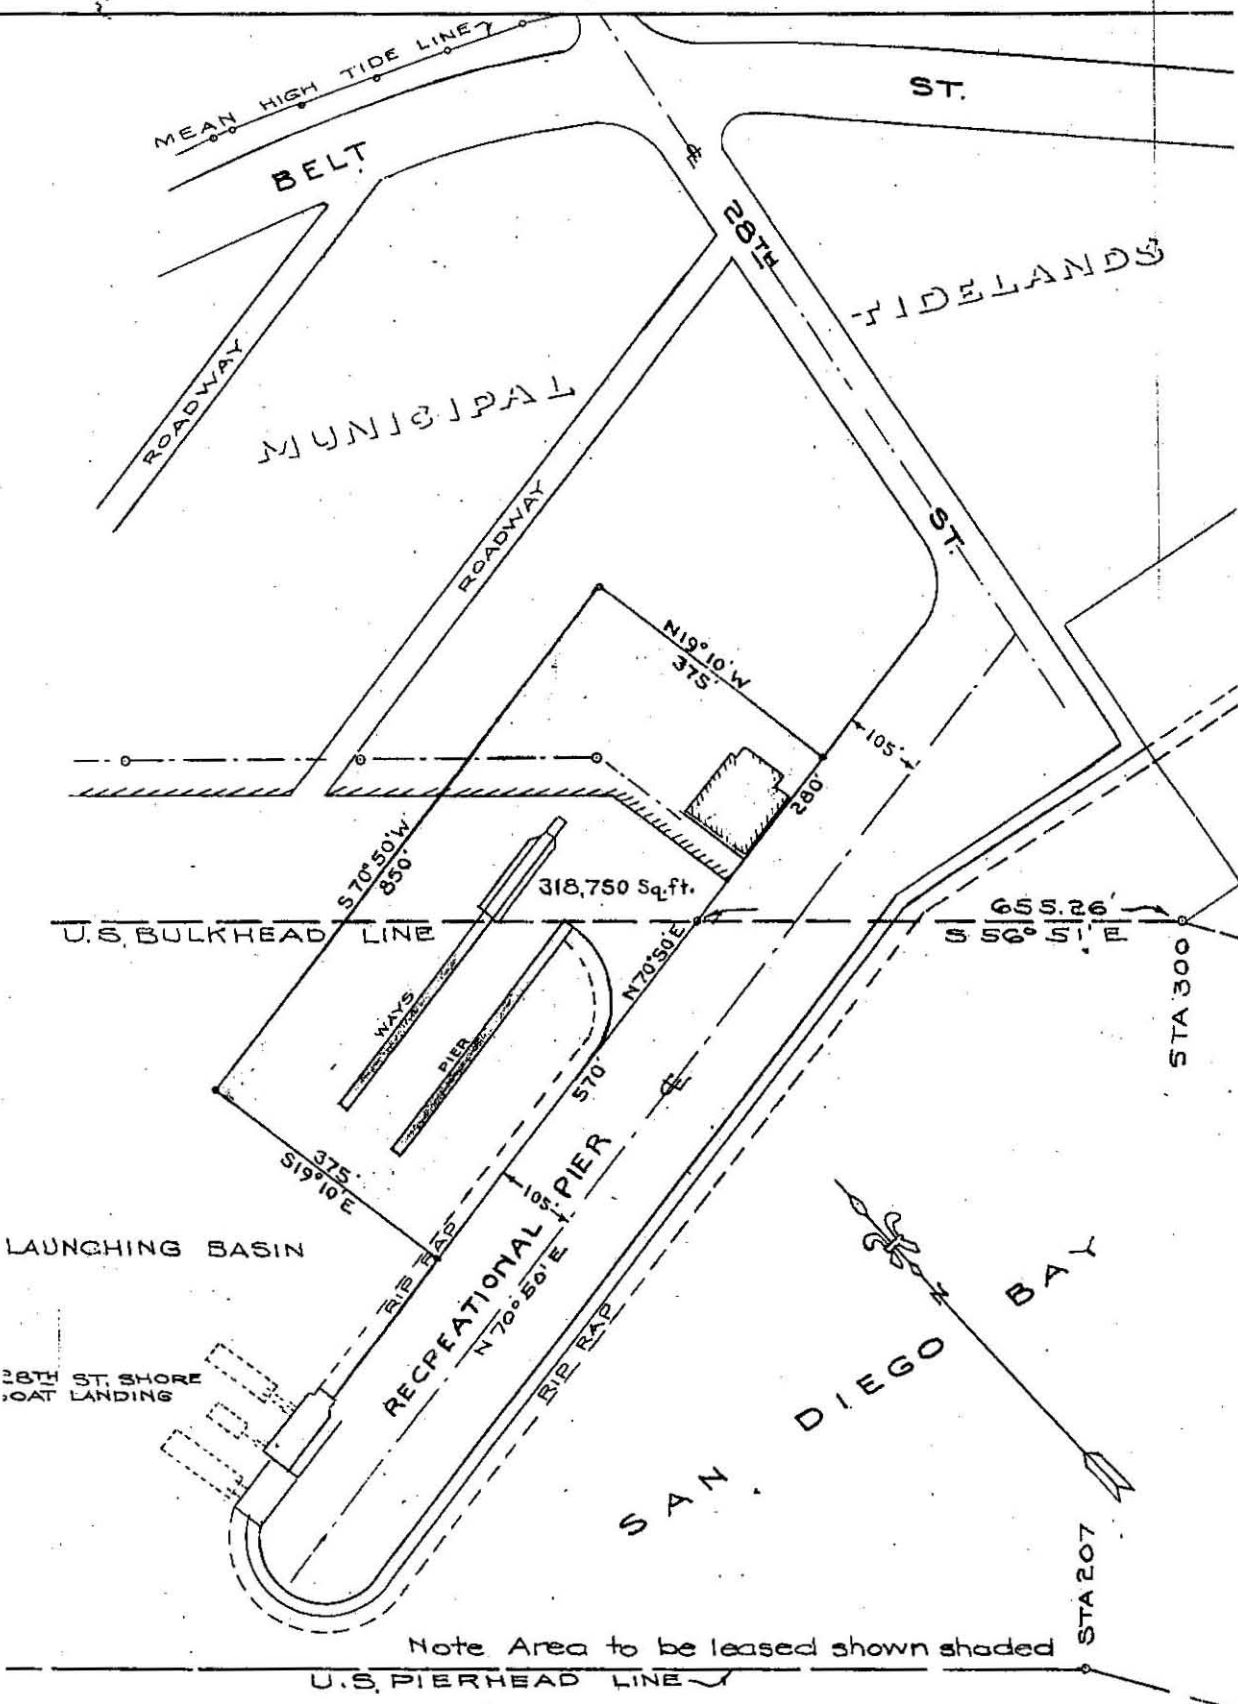 MEAN HIGH TIDE LINE
BELT
ST.
28TH
ST.
TIDELANDS
MUNICIPAL
ROADWAY
ROADWAY
N19°10'W
375'
105'
280'
S 70°50'W
850'
318,750 Sq.ft.
U.S. BULKHEAD LINE
655.26'
S 56° 51' E
STA 300
N70°50'E
WAYS
PIER
570'
℄
℄
375'
S19°10'E
105'
LAUNCHING BASIN
RIP RAP
RECREATIONAL PIER
N 70°50'E
RIP RAP
28TH ST. SHORE
BOAT LANDING
N
SAN DIEGO BAY
STA 207
Note Area to be leased shown shaded
U.S. PIERHEAD LINE